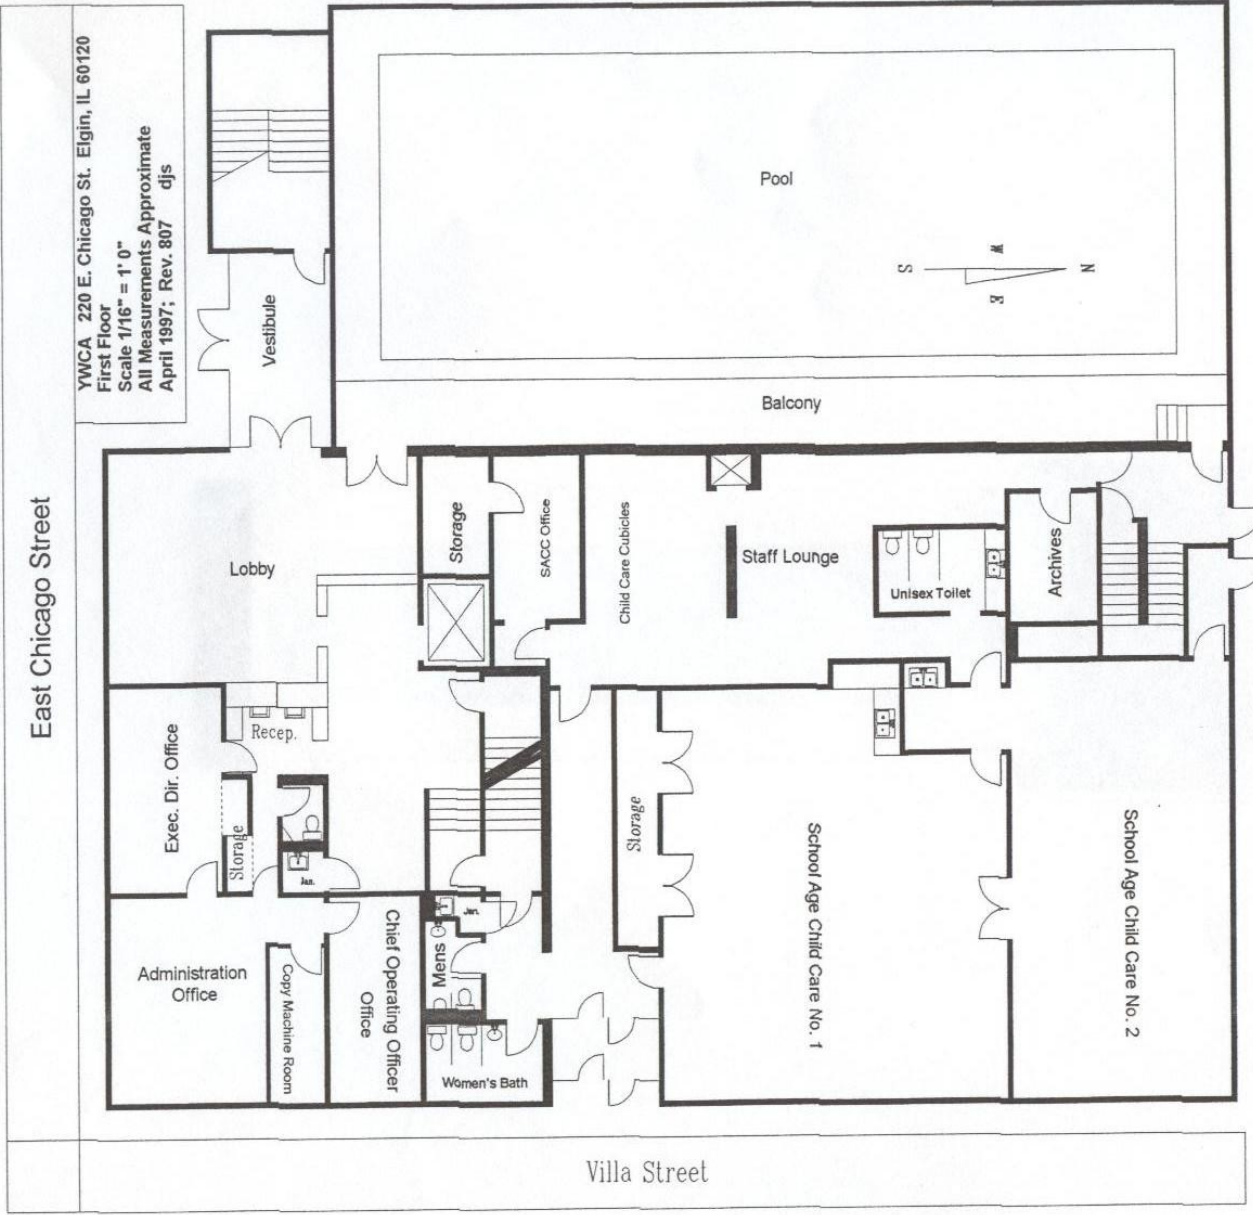 YWCA 220 E. Chicago St. Elgin, IL 60120
First Floor
Scale 1/16" = 1' 0"
All Measurements Approximate
April 1997; Rev. 807 djs
East Chicago Street
Vestibule
Pool
W
S
N
E
Balcony
Lobby
Storage
SACC Office
Child Care Cubicles
Staff Lounge
Unisex Toilet
Archives
Exec. Dir. Office
Recep.
Storage
Jan.
Storage
School Age Child Care No. 1
School Age Child Care No. 2
Administration
Office
Copy Machine Room
Chief Operating Officer
Office
Jan.
Mens
Women's Bath
Villa Street